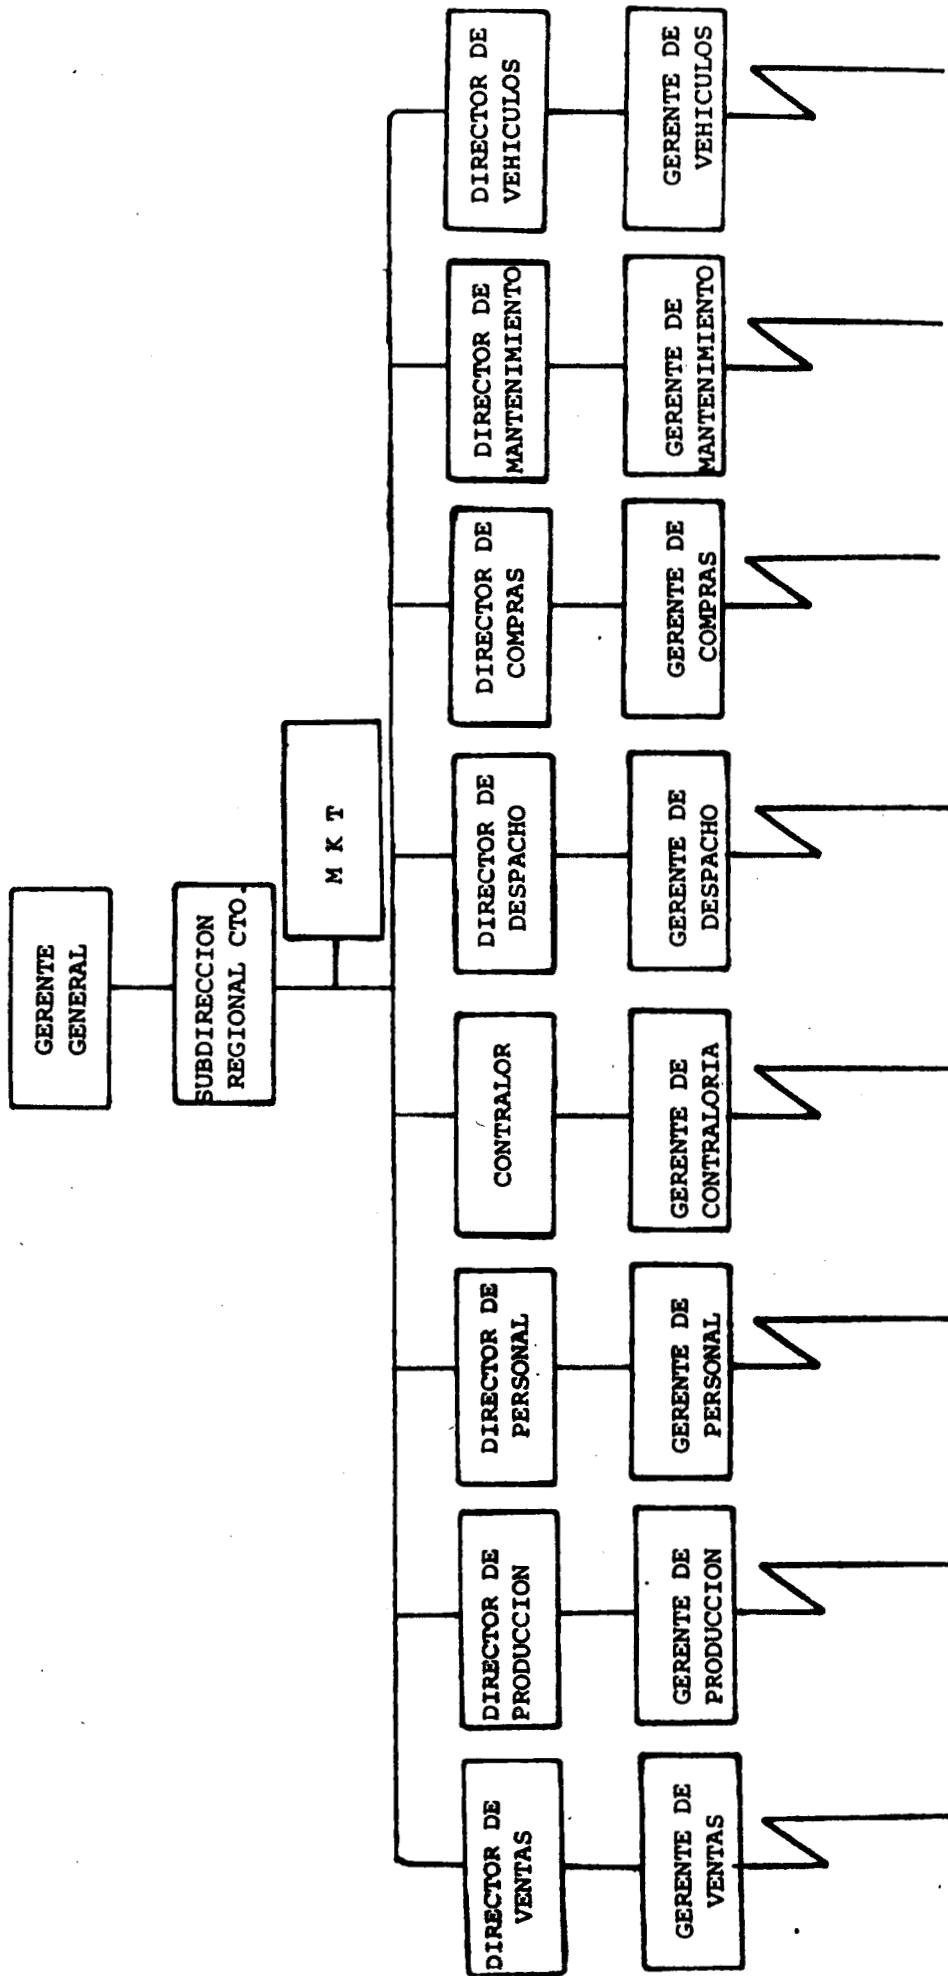 GERENTE
GENERAL
SUBDIRECCION
REGIONAL CTO.
M K T
DIRECTOR DE
VENTAS
DIRECTOR DE
PRODUCCION
DIRECTOR DE
PERSONAL
CONTRALOR
DIRECTOR DE
DESPACHO
DIRECTOR DE
COMPRAS
DIRECTOR DE
MANTENIMIENTO
DIRECTOR DE
VEHICULOS
GERENTE DE
VENTAS
GERENTE DE
PRODUCCION
GERENTE DE
PERSONAL
GERENTE DE
CONTRALORIA
GERENTE DE
DESPACHO
GERENTE DE
COMPRAS
GERENTE DE
MANTENIMIENTO
GERENTE DE
VEHICULOS